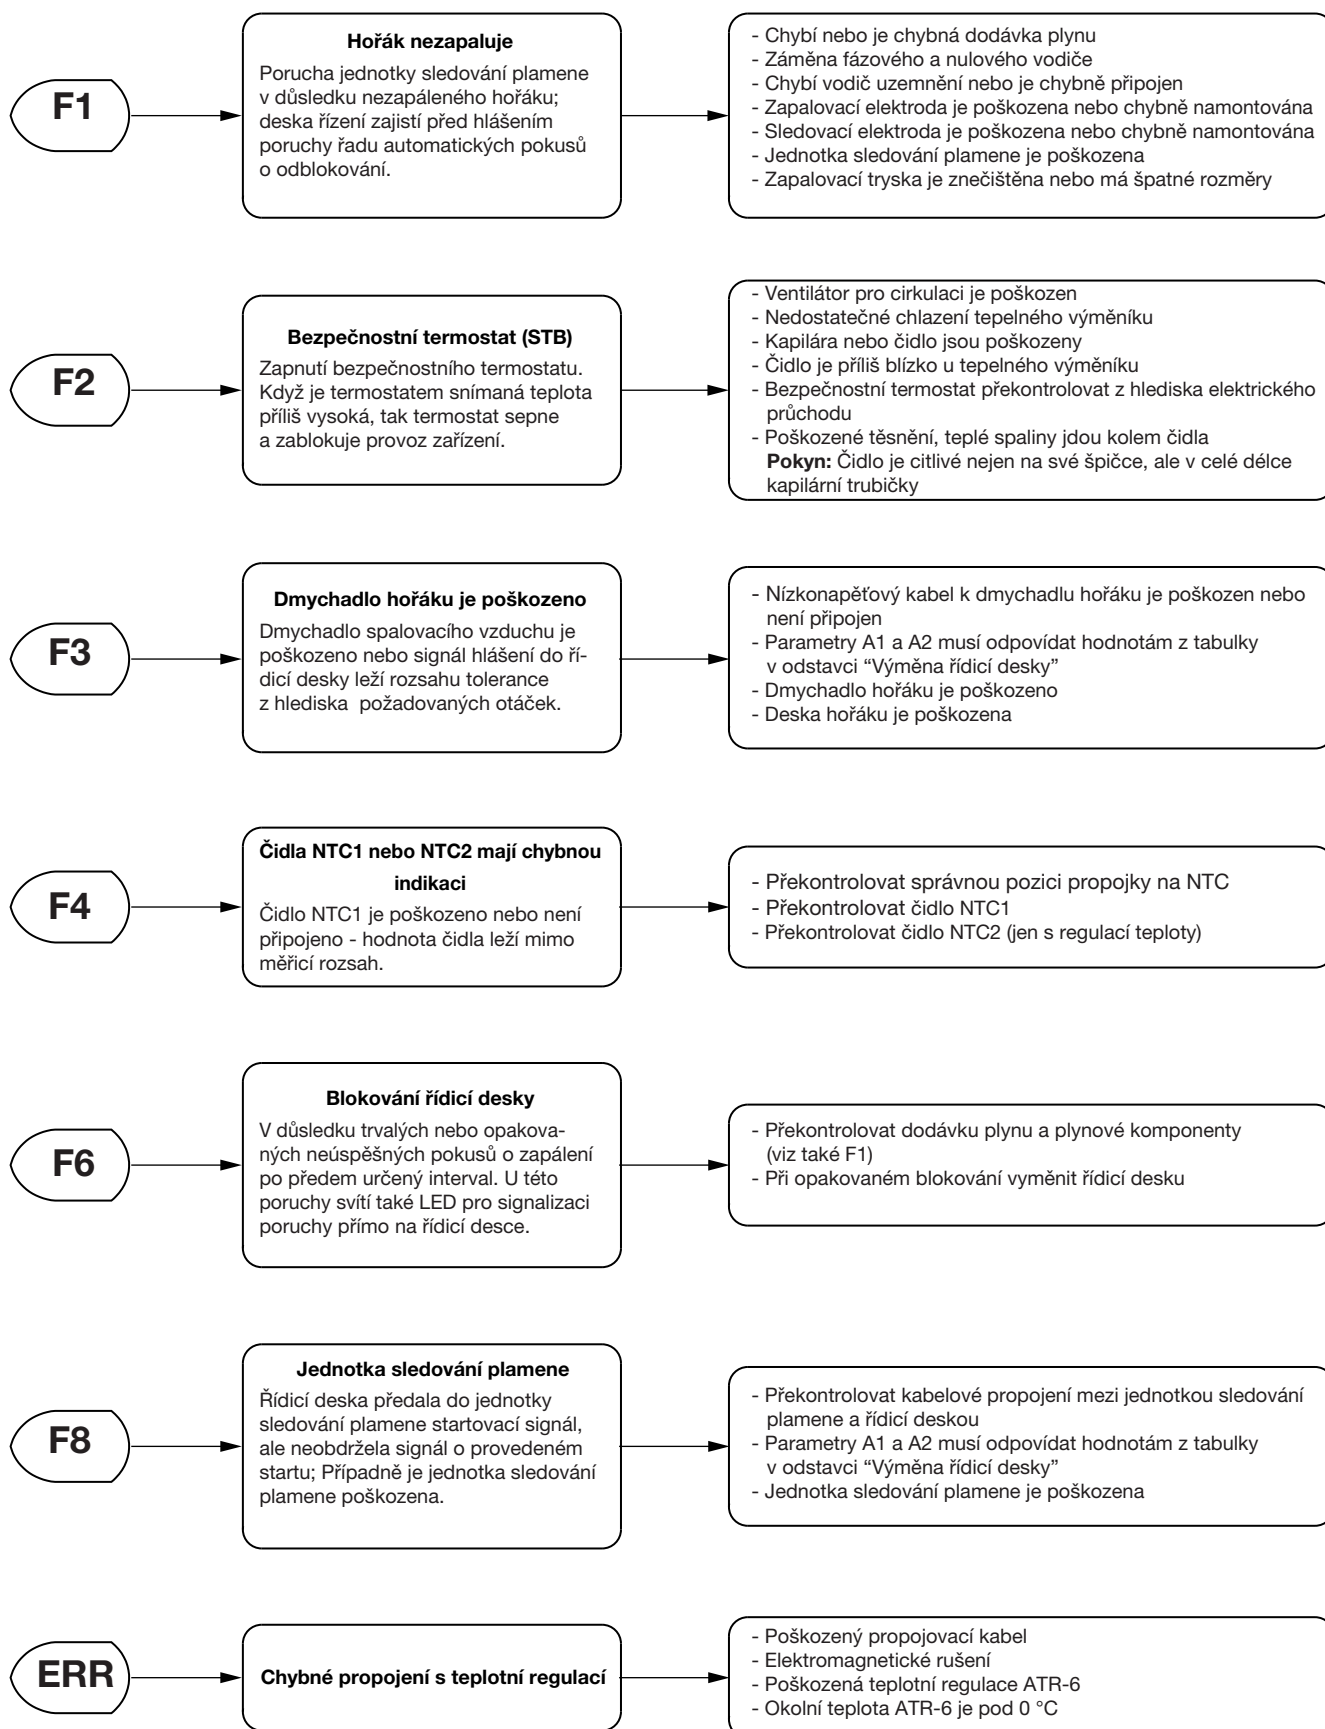 F1
Hořák nezapaluje
Porucha jednotky sledování plamene
v důsledku nezapáleného hořáku;
deska řízení zajistí před hlášením
poruchy řadu automatických pokusů
o odblokování.
- Chybí nebo je chybná dodávka plynu
- Záměna fázového a nulového vodiče
- Chybí vodič uzemnění nebo je chybně připojen
- Zapalovací elektroda je poškozena nebo chybně namontována
- Sledovací elektroda je poškozena nebo chybně namontována
- Jednotka sledování plamene je poškozena
- Zapalovací tryska je znečištěna nebo má špatné rozměry
F2
Bezpečnostní termostat (STB)
Zapnutí bezpečnostního termostatu.
Když je termostatem snímaná teplota
příliš vysoká, tak termostat sepne
a zablokuje provoz zařízení.
- Ventilátor pro cirkulaci je poškozen
- Nedostatečné chlazení tepelného výměníku
- Kapilára nebo čidlo jsou poškozeny
- Čidlo je příliš blízko u tepelného výměníku
- Bezpečnostní termostat překontrolovat z hlediska elektrického
průchodu
- Poškozené těsnění, teplé spaliny jdou kolem čidla
Pokyn: Čidlo je citlivé nejen na své špičce, ale v celé délce
kapilární trubičky
F3
Dmychadlo hořáku je poškozeno
Dmychadlo spalovacího vzduchu je
poškozeno nebo signál hlášení do ří-
dicí desky leží rozsahu tolerance
z hlediska  požadovaných otáček.
- Nízkonapěťový kabel k dmychadlu hořáku je poškozen nebo
není připojen
- Parametry A1 a A2 musí odpovídat hodnotám z tabulky
v odstavci “Výměna řídicí desky”
- Dmychadlo hořáku je poškozeno
- Deska hořáku je poškozena
F4
Čidla NTC1 nebo NTC2 mají chybnou
indikaci
Čidlo NTC1 je poškozeno nebo není
připojeno - hodnota čidla leží mimo
měřicí rozsah.
- Překontrolovat správnou pozici propojky na NTC
- Překontrolovat čidlo NTC1
- Překontrolovat čidlo NTC2 (jen s regulací teploty)
F6
Blokování řídicí desky
V důsledku trvalých nebo opakova-
ných neúspěšných pokusů o zapálení
po předem určený interval. U této
poruchy svítí také LED pro signalizaci
poruchy přímo na řídicí desce.
- Překontrolovat dodávku plynu a plynové komponenty
(viz také F1)
- Při opakovaném blokování vyměnit řídicí desku
F8
Jednotka sledování plamene
Řídicí deska předala do jednotky
sledování plamene startovací signál,
ale neobdržela signál o provedeném
startu; Případně je jednotka sledování
plamene poškozena.
- Překontrolovat kabelové propojení mezi jednotkou sledování
plamene a řídicí deskou
- Parametry A1 a A2 musí odpovídat hodnotám z tabulky
v odstavci “Výměna řídicí desky”
- Jednotka sledování plamene je poškozena
ERR
Chybné propojení s teplotní regulací
- Poškozený propojovací kabel
- Elektromagnetické rušení
- Poškozená teplotní regulace ATR-6
- Okolní teplota ATR-6 je pod 0 °C